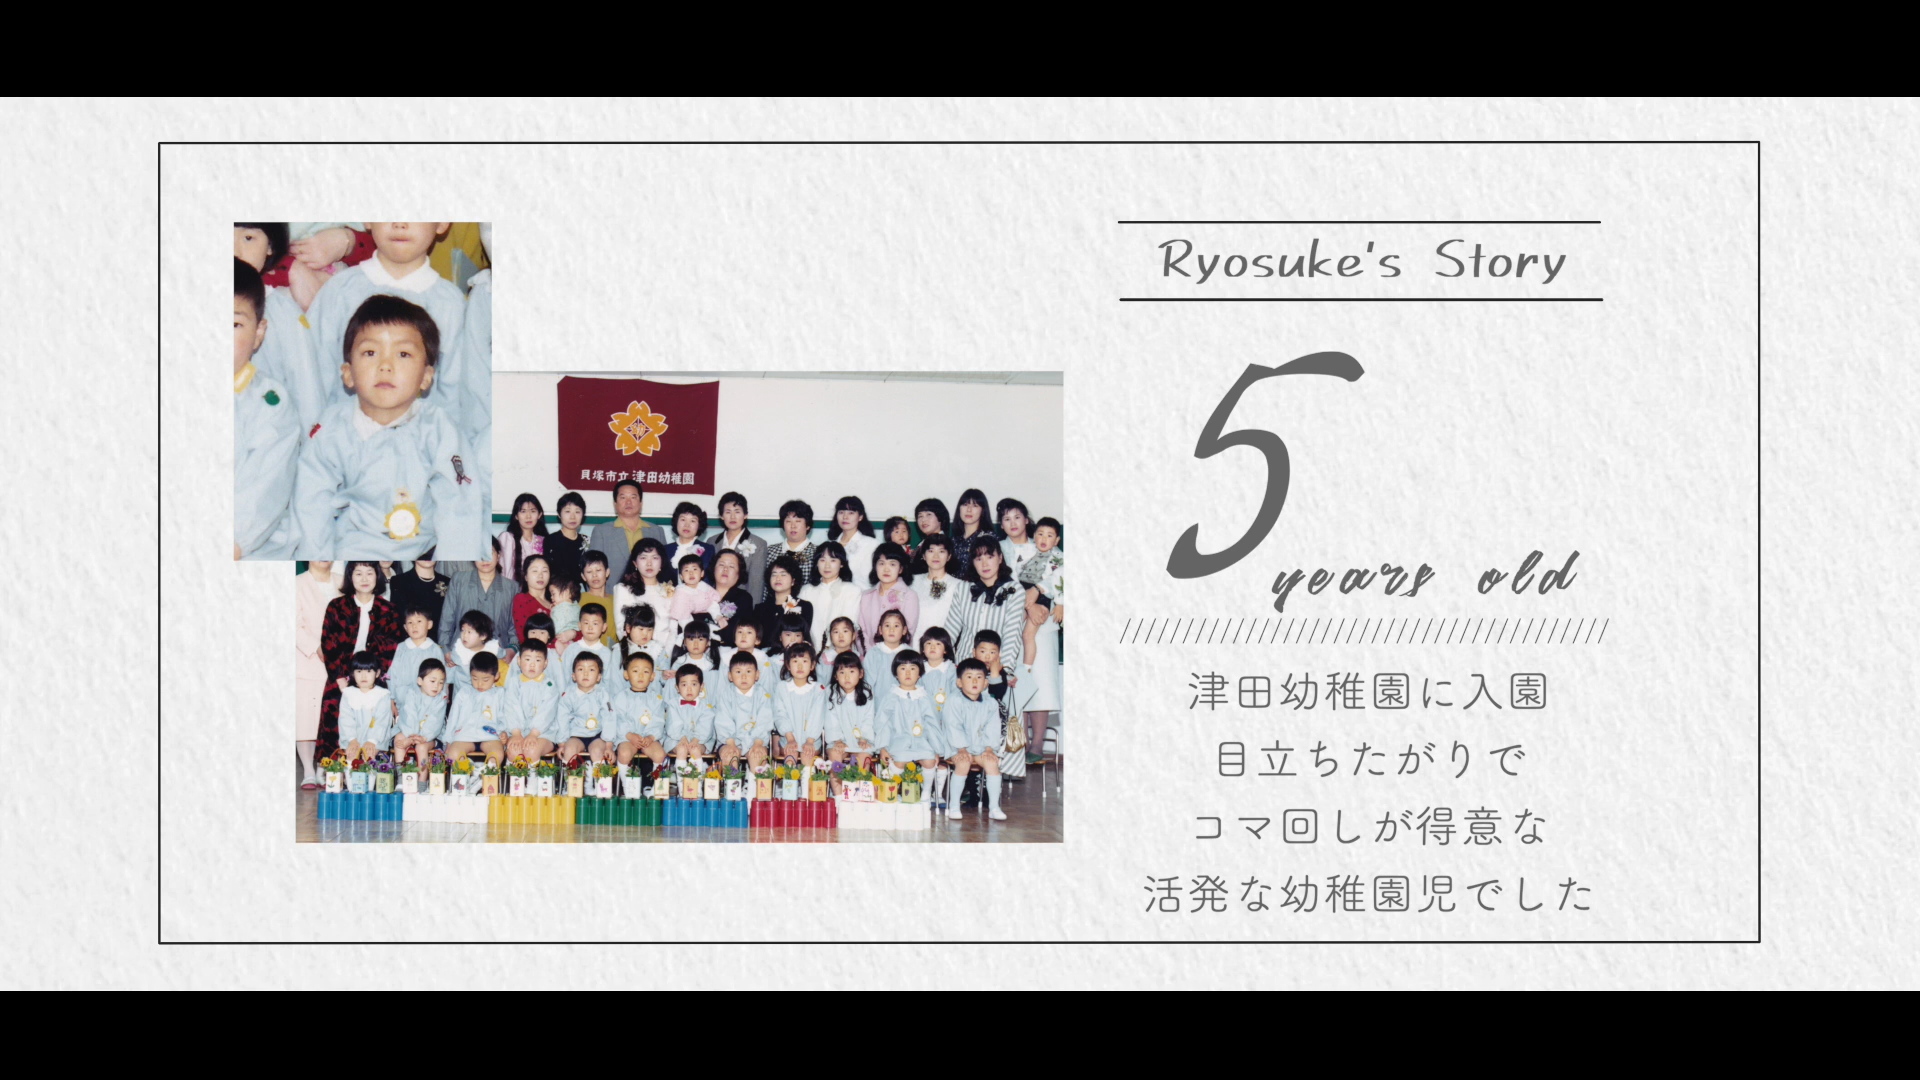 貝塚市立津田幼稚園
Ryosuke's Story
5
years old
津田幼稚園に入園
目立ちたがりで
コマ回しが得意な
活発な幼稚園児でした